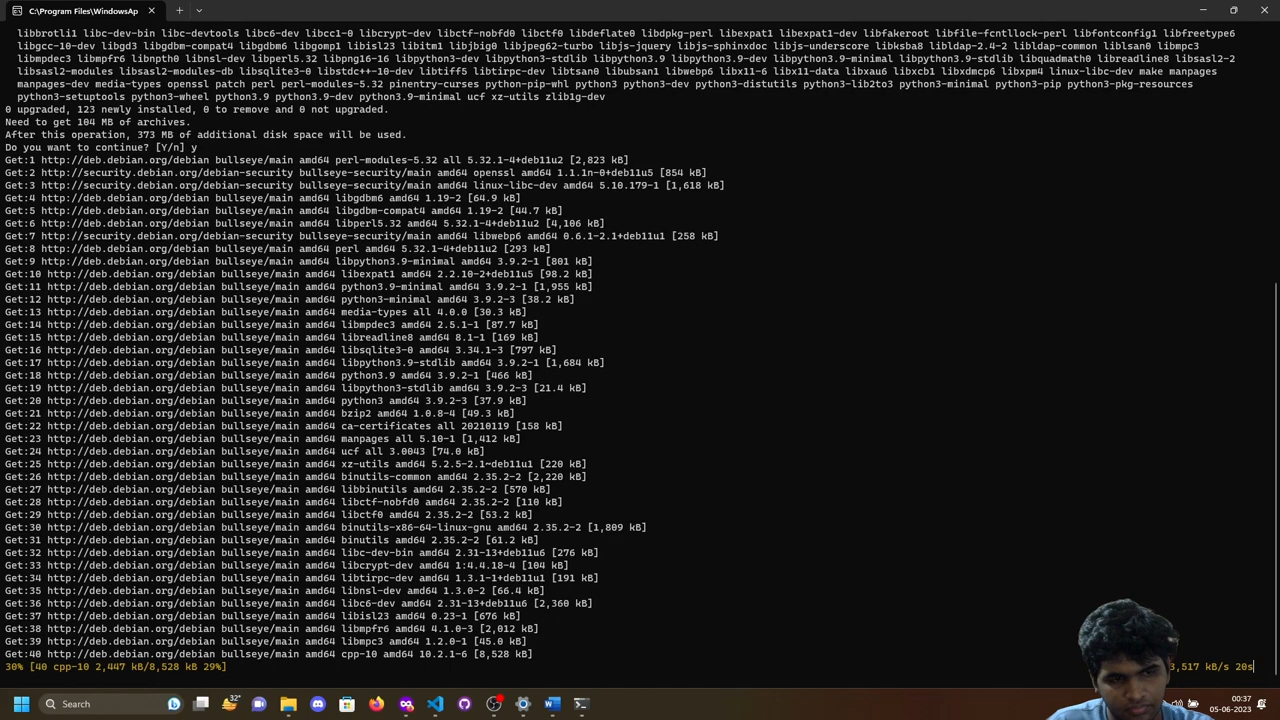 C:\Program Files\WindowsAp
libbrotli1 libc-dev-bin libc-devtools libc6-dev libcc1-0 libcrypt-dev libctf-nobfd0 libctf0 libdeflate0 libdpkg-perl libexpat1 libexpat1-dev libfakeroot libfile-fcntllock-perl libfontconfig1 libfreetype6
libgcc-10-dev libgd3 libgdbm-compat4 libgdbm6 libgomp1 libisl23 libitm1 libjbig0 libjpeg62-turbo libjs-jquery libjs-sphinxdoc libjs-underscore libksba8 libldap-2.4-2 libldap-common liblsan0 libmpc3
libmpdec3 libmpfr6 libnpth0 libnsl-dev libperl5.32 libpng16-16 libpython3-dev libpython3-stdlib libpython3.9 libpython3.9-dev libpython3.9-minimal libpython3.9-stdlib libquadmath0 libreadline8 libsasl2-2
libsasl2-modules libsasl2-modules-db libsqlite3-0 libstdc++-10-dev libtiff5 libtirpc-dev libtsan0 libubsan1 libwebp6 libx11-6 libx11-data libxau6 libxcb1 libxdmcp6 libxpm4 linux-libc-dev make manpages
manpages-dev media-types openssl patch perl perl-modules-5.32 pinentry-curses python-pip-whl python3 python3-dev python3-distutils python3-lib2to3 python3-minimal python3-pip python3-pkg-resources
python3-setuptools python3-wheel python3.9 python3.9-dev python3.9-minimal ucf xz-utils zlib1g-dev
0 upgraded, 123 newly installed, 0 to remove and 0 not upgraded.
Need to get 104 MB of archives.
After this operation, 373 MB of additional disk space will be used.
Do you want to continue? [Y/n] y
Get:1 http://deb.debian.org/debian bullseye/main amd64 perl-modules-5.32 all 5.32.1-4+deb11u2 [2,823 kB]
Get:2 http://security.debian.org/debian-security bullseye-security/main amd64 openssl amd64 1.1.1n-0+deb11u5 [854 kB]
Get:3 http://security.debian.org/debian-security bullseye-security/main amd64 linux-libc-dev amd64 5.10.179-1 [1,618 kB]
Get:4 http://deb.debian.org/debian bullseye/main amd64 libgdbm6 amd64 1.19-2 [64.9 kB]
Get:5 http://deb.debian.org/debian bullseye/main amd64 libgdbm-compat4 amd64 1.19-2 [44.7 kB]
Get:6 http://deb.debian.org/debian bullseye/main amd64 libperl5.32 amd64 5.32.1-4+deb11u2 [4,106 kB]
Get:7 http://security.debian.org/debian-security bullseye-security/main amd64 libwebp6 amd64 0.6.1-2.1+deb11u1 [258 kB]
Get:8 http://deb.debian.org/debian bullseye/main amd64 perl amd64 5.32.1-4+deb11u2 [293 kB]
Get:9 http://deb.debian.org/debian bullseye/main amd64 libpython3.9-minimal amd64 3.9.2-1 [801 kB]
Get:10 http://deb.debian.org/debian bullseye/main amd64 libexpat1 amd64 2.2.10-2+deb11u5 [98.2 kB]
Get:11 http://deb.debian.org/debian bullseye/main amd64 python3.9-minimal amd64 3.9.2-1 [1,955 kB]
Get:12 http://deb.debian.org/debian bullseye/main amd64 python3-minimal amd64 3.9.2-3 [38.2 kB]
Get:13 http://deb.debian.org/debian bullseye/main amd64 media-types all 4.0.0 [30.3 kB]
Get:14 http://deb.debian.org/debian bullseye/main amd64 libmpdec3 amd64 2.5.1-1 [87.7 kB]
Get:15 http://deb.debian.org/debian bullseye/main amd64 libreadline8 amd64 8.1-1 [169 kB]
Get:16 http://deb.debian.org/debian bullseye/main amd64 libsqlite3-0 amd64 3.34.1-3 [797 kB]
Get:17 http://deb.debian.org/debian bullseye/main amd64 libpython3.9-stdlib amd64 3.9.2-1 [1,684 kB]
Get:18 http://deb.debian.org/debian bullseye/main amd64 python3.9 amd64 3.9.2-1 [466 kB]
Get:19 http://deb.debian.org/debian bullseye/main amd64 libpython3-stdlib amd64 3.9.2-3 [21.4 kB]
Get:20 http://deb.debian.org/debian bullseye/main amd64 python3 amd64 3.9.2-3 [37.9 kB]
Get:21 http://deb.debian.org/debian bullseye/main amd64 bzip2 amd64 1.0.8-4 [49.3 kB]
Get:22 http://deb.debian.org/debian bullseye/main amd64 ca-certificates all 20210119 [158 kB]
Get:23 http://deb.debian.org/debian bullseye/main amd64 manpages all 5.10-1 [1,412 kB]
Get:24 http://deb.debian.org/debian bullseye/main amd64 ucf all 3.0043 [74.0 kB]
Get:25 http://deb.debian.org/debian bullseye/main amd64 xz-utils amd64 5.2.5-2.1~deb11u1 [220 kB]
Get:26 http://deb.debian.org/debian bullseye/main amd64 binutils-common amd64 2.35.2-2 [2,220 kB]
Get:27 http://deb.debian.org/debian bullseye/main amd64 libbinutils amd64 2.35.2-2 [570 kB]
Get:28 http://deb.debian.org/debian bullseye/main amd64 libctf-nobfd0 amd64 2.35.2-2 [110 kB]
Get:29 http://deb.debian.org/debian bullseye/main amd64 libctf0 amd64 2.35.2-2 [53.2 kB]
Get:30 http://deb.debian.org/debian bullseye/main amd64 binutils-x86-64-linux-gnu amd64 2.35.2-2 [1,809 kB]
Get:31 http://deb.debian.org/debian bullseye/main amd64 binutils amd64 2.35.2-2 [61.2 kB]
Get:32 http://deb.debian.org/debian bullseye/main amd64 libc-dev-bin amd64 2.31-13+deb11u6 [276 kB]
Get:33 http://deb.debian.org/debian bullseye/main amd64 libcrypt-dev amd64 1:4.4.18-4 [104 kB]
Get:34 http://deb.debian.org/debian bullseye/main amd64 libtirpc-dev amd64 1.3.1-1+deb11u1 [191 kB]
Get:35 http://deb.debian.org/debian bullseye/main amd64 libnsl-dev amd64 1.3.0-2 [66.4 kB]
Get:36 http://deb.debian.org/debian bullseye/main amd64 libc6-dev amd64 2.31-13+deb11u6 [2,360 kB]
Get:37 http://deb.debian.org/debian bullseye/main amd64 libisl23 amd64 0.23-1 [676 kB]
Get:38 http://deb.debian.org/debian bullseye/main amd64 libmpfr6 amd64 4.1.0-3 [2,012 kB]
Get:39 http://deb.debian.org/debian bullseye/main amd64 libmpc3 amd64 1.2.0-1 [45.0 kB]
Get:40 http://deb.debian.org/debian bullseye/main amd64 cpp-10 amd64 10.2.1-6 [8,528 kB]
30% [40 cpp-10 2,447 kB/8,528 kB 29%] 3,517 kB/s 20s
Search
32°
00:37
05-06-2023